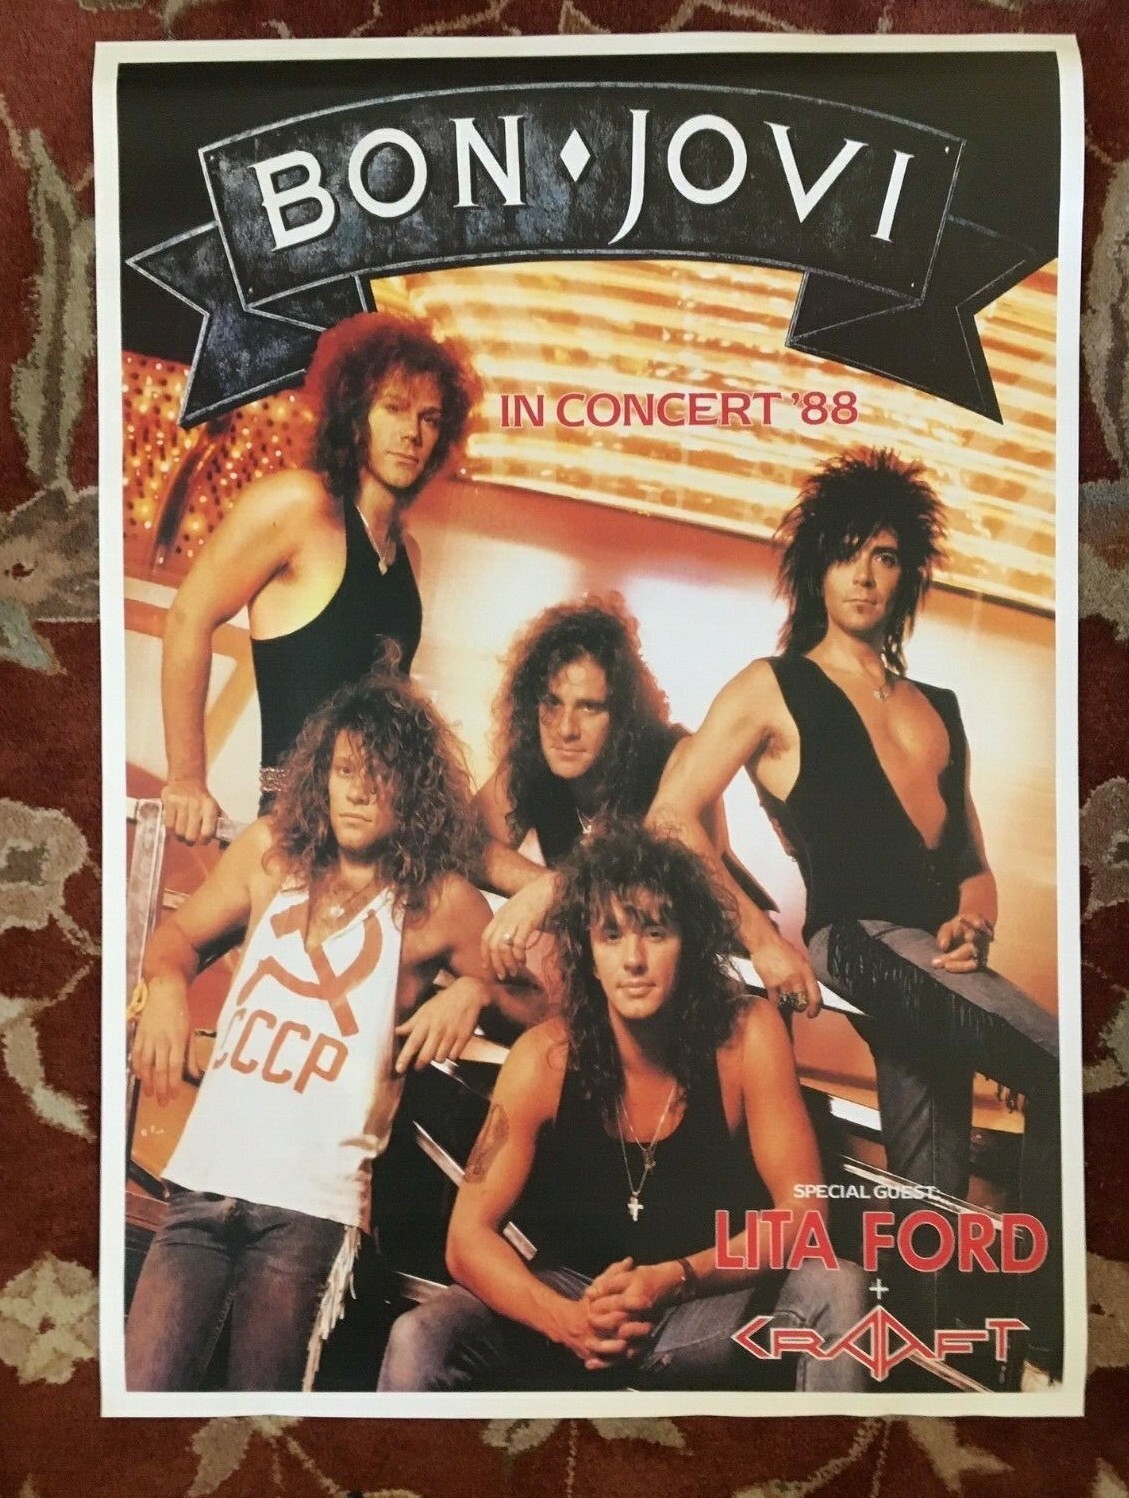 BON ♦ JOVI
IN CONCERT '88
CCCP
SPECIAL GUEST:
LITA FORD
+
CRAAFT